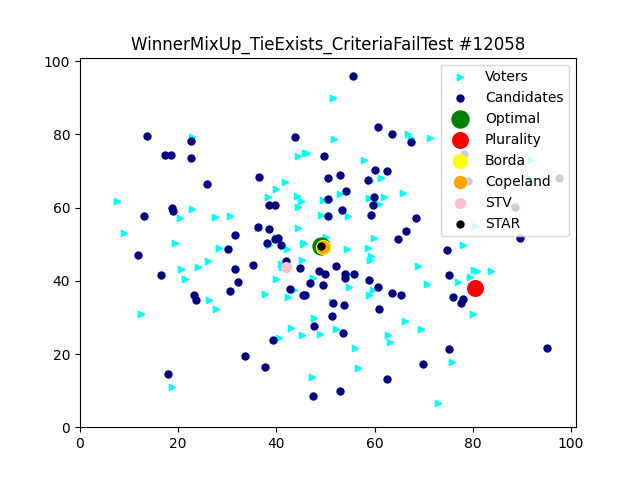 WinnerMixUp_TieExists_CriteriaFailTest #12058
100
80
60
40
20
0
0 20 40 60 80 100
Voters
Candidates
Optimal
Plurality
Borda
Copeland
STV
STAR